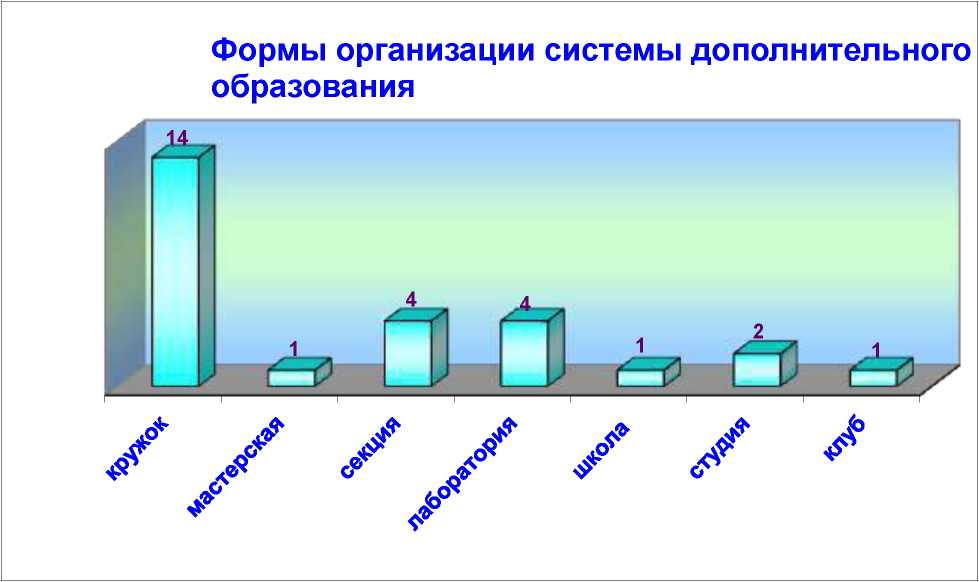 Формы организации системы дополнительного
образования
14
1
4
4
1
2
1
кружок
мастерская
секция
лаборатория
школа
студия
клуб